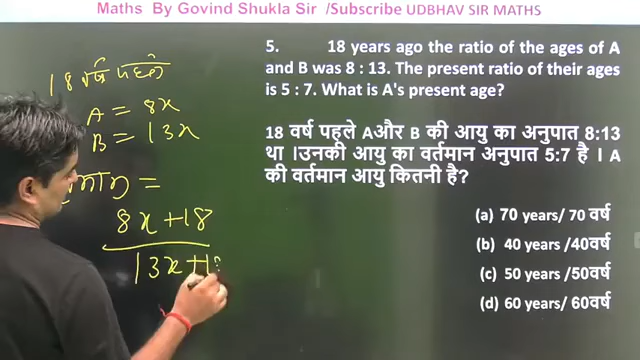 Maths By Govind Shukla Sir /Subscribe UDBHAV SIR MATHS
5. 18 years ago the ratio of the ages of A
and B was 8 : 13. The present ratio of their ages
is 5 : 7. What is A's present age?
18 वर्ष पहले A और B की आयु का अनुपात 8:13
था ।उनकी आयु का वर्तमान अनुपात 5:7 है । A
की वर्तमान आयु कितनी है?
(a) 70 years/ 70 वर्ष
(b) 40 years /40वर्ष
(c) 50 years /50वर्ष
(d) 60 years/ 60वर्ष
18 वर्ष पहले
A = 8x
B = 13x
=
8x+18
13x+1